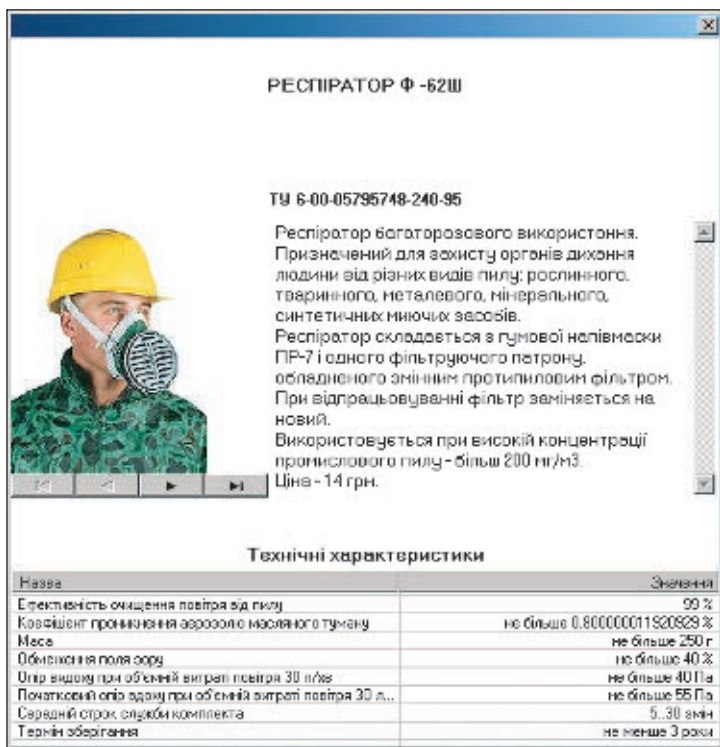 РЕСПІРАТОР Ф -62Ш
ТУ 6-00-05795748-240-95
Респіратор багаторазового використання.
Призначений для захисту органів дихання
людини від різних видів пилу: рослинного,
тваринного, металевого, мінерального,
синтетичних миючих засобів.
Респіратор складається з гумової напівмаски
ПР-7 і одного фільтруючого патрону,
обладненого змінним протипиловим фільтром.
При відпрацьовуванні фільтр заміняється на
новий.
Використовується при високій концентрації
промислового пилу - більш 200 мг/м3.
Ціна - 14 грн.
Технічні характеристики
Назва Значення
Ефективність очищення повітря від пилу 99 %
Коефіцієнт проникнення аерозолю масляного туману не більше 0.800000011920929 %
Маса не більше 250 г
Обмеження поля зору не більше 40 %
Опір видоху при об'ємній витраті повітря 30 л/хв не більше 40 Па
Початковий опір вдоху при об'ємній витраті повітря 30 л... не більше 55 Па
Середній строк служби комплекта 5..30 змін
Термін зберігання не менше 3 роки